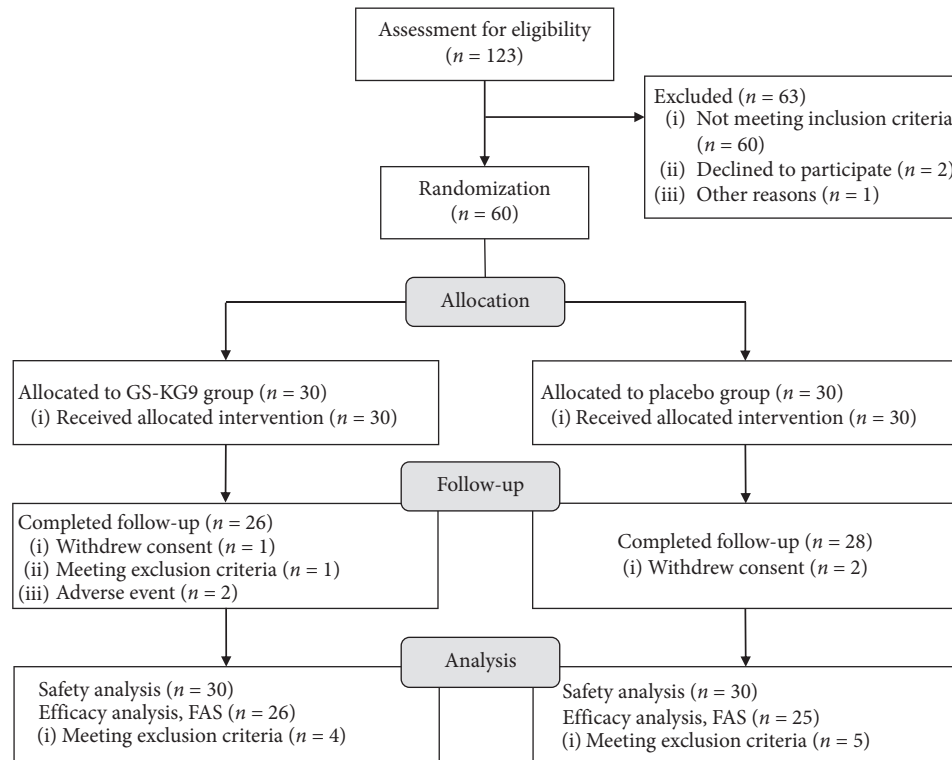 Assessment for eligibility
(n = 123)
Excluded (n = 63)
(i) Not meeting inclusion criteria
(n = 60)
(ii) Declined to participate (n = 2)
(iii) Other reasons (n = 1)
Randomization
(n = 60)
Allocation
Allocated to GS-KG9 group (n = 30)
(i) Received allocated intervention (n = 30)
Allocated to placebo group (n = 30)
(i) Received allocated intervention (n = 30)
Follow-up
Completed follow-up (n = 26)
(i) Withdrew consent (n = 1)
(ii) Meeting exclusion criteria (n = 1)
(iii) Adverse event (n = 2)
Completed follow-up (n = 28)
(i) Withdrew consent (n = 2)
Analysis
Safety analysis (n = 30)
Efficacy analysis, FAS (n = 26)
(i) Meeting exclusion criteria (n = 4)
Safety analysis (n = 30)
Efficacy analysis, FAS (n = 25)
(i) Meeting exclusion criteria (n = 5)